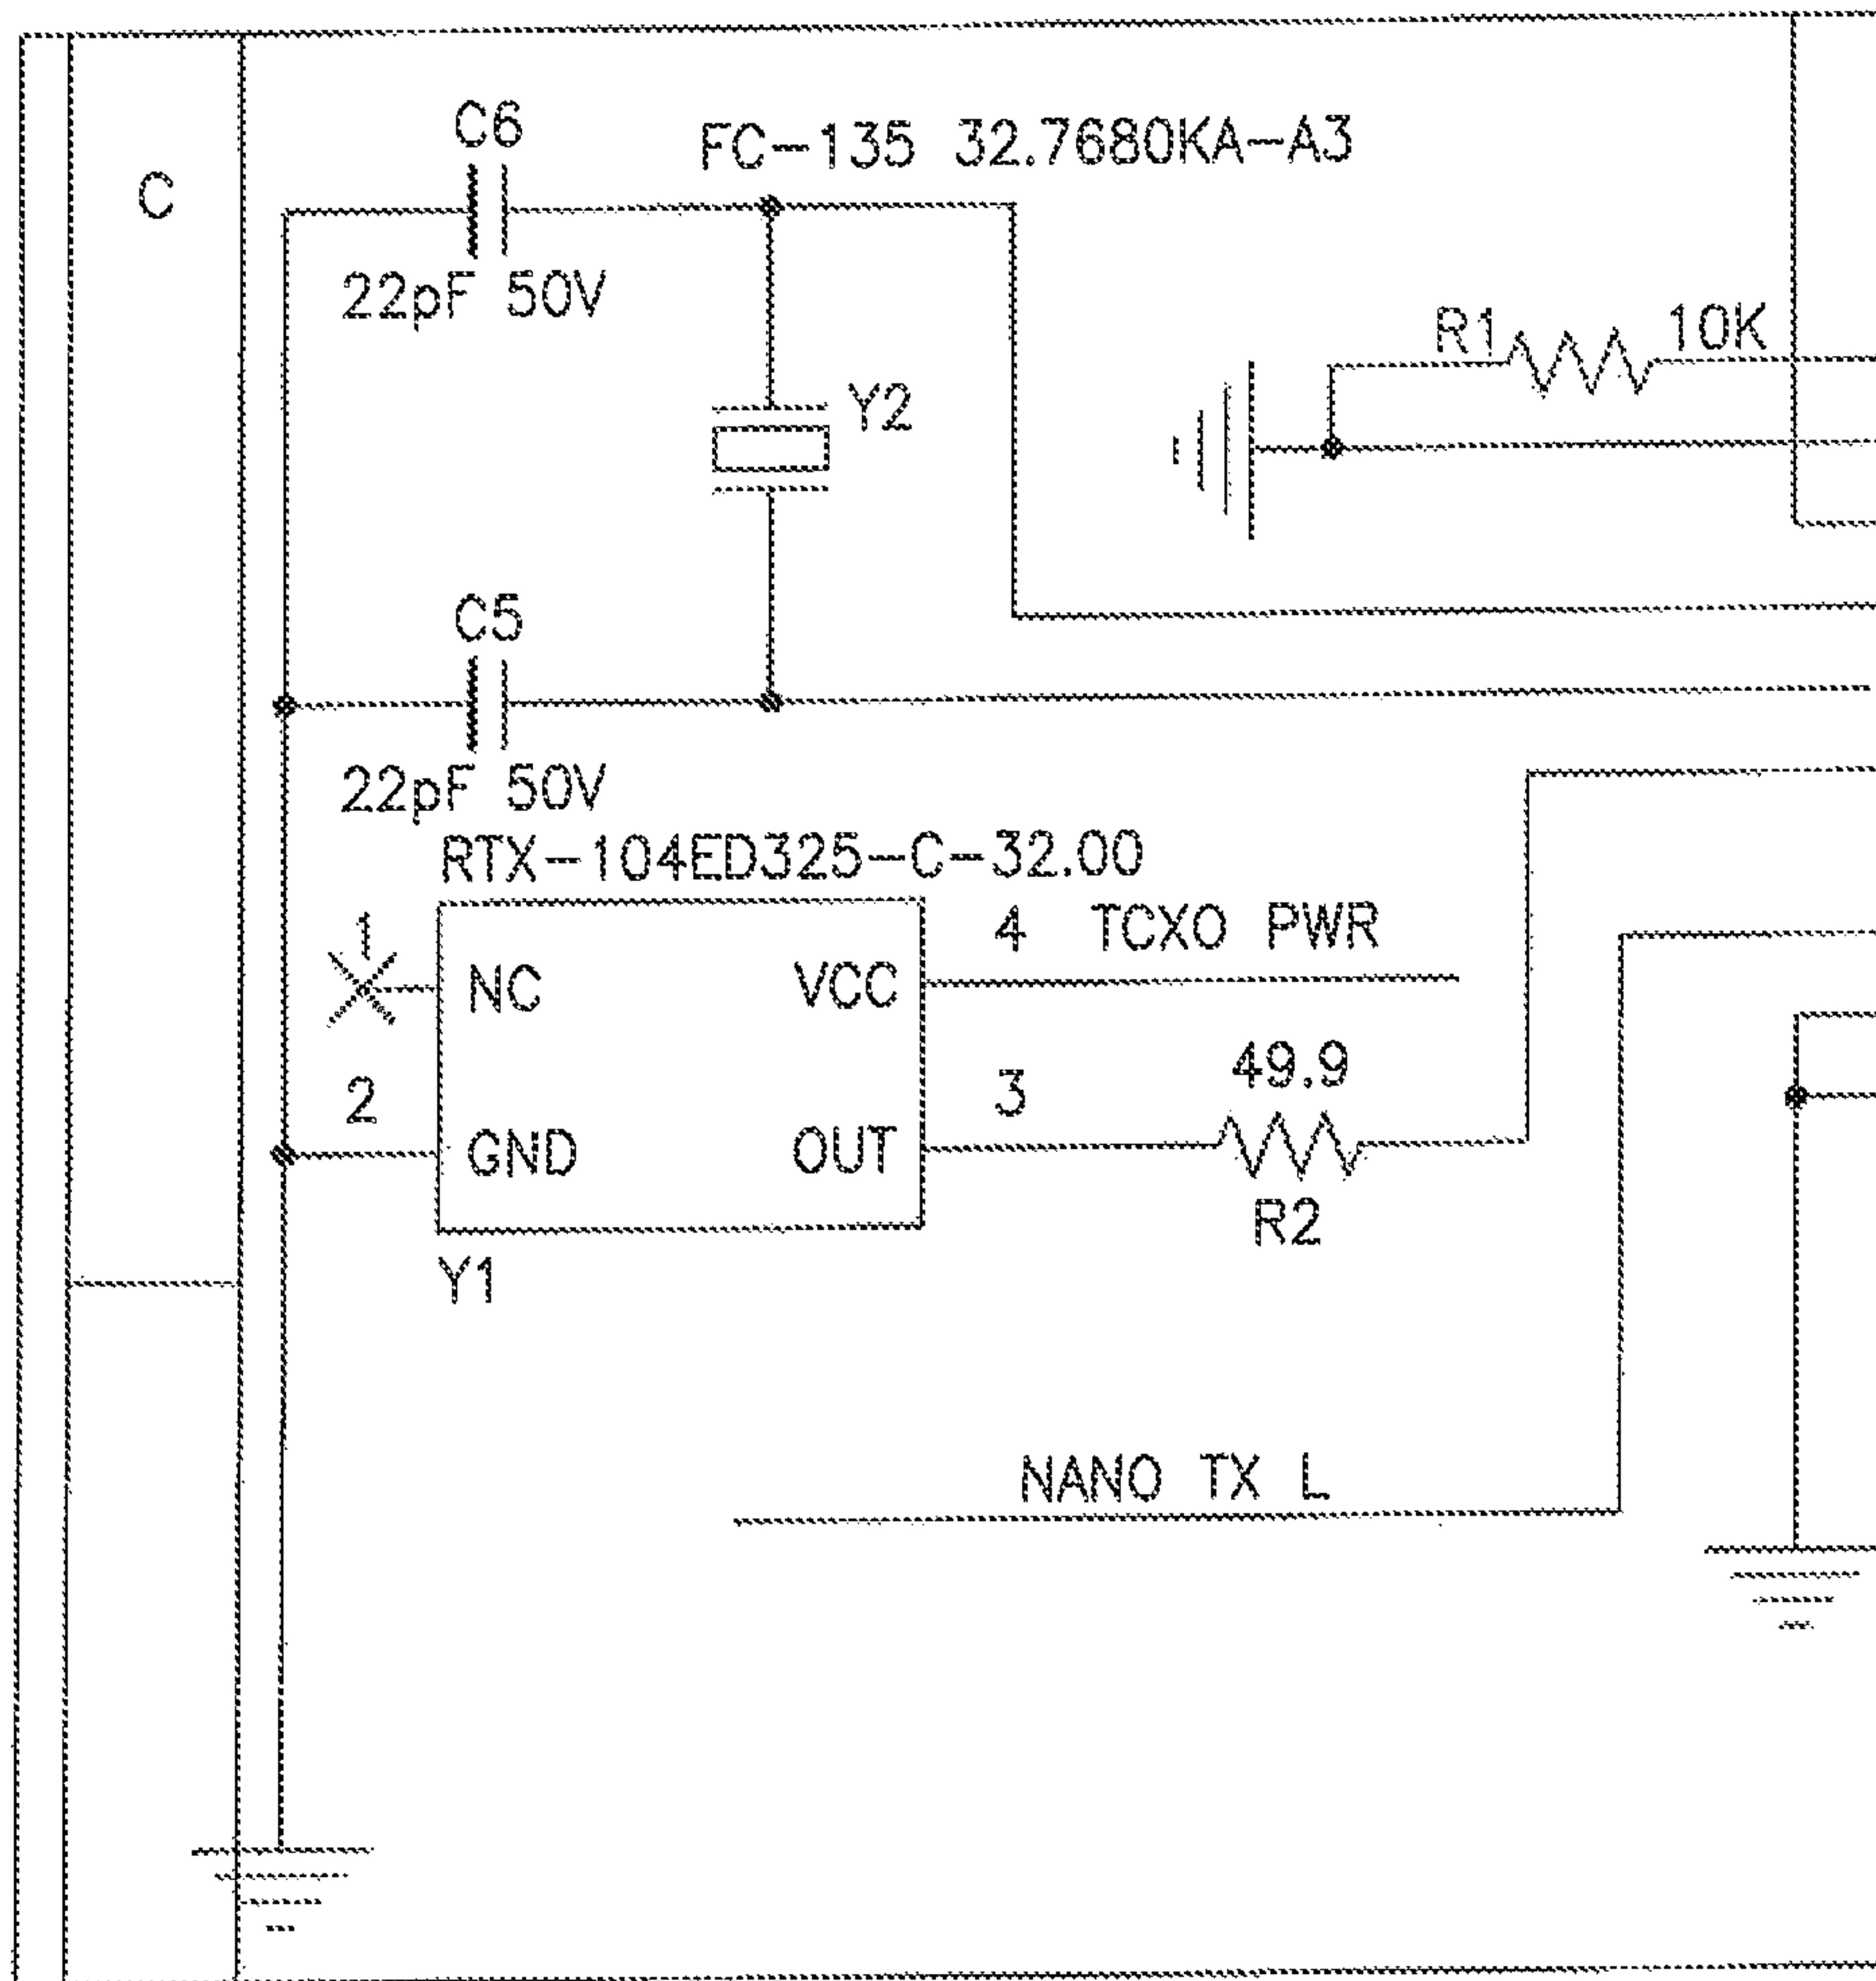 C6
FC-135 32.7680KA-A3
C
22pF 50V
R1 10K
Y2
C5
22pF 50V
RTX-104ED325-C-32.00
1
4 TCXO PWR
NC VCC
2
3
49.9
GND OUT
R2
Y1
NANO TX L